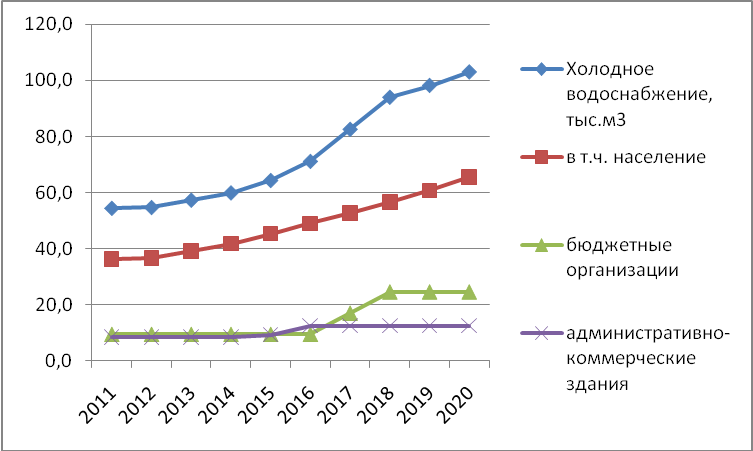 120,0
100,0
80,0
60,0
40,0
20,0
0,0
2011
2012
2013
2014
2015
2016
2017
2018
2019
2020
Холодное
водоснабжение,
тыс.м3
в т.ч. население
бюджетные
организации
административно-
коммерческие
здания